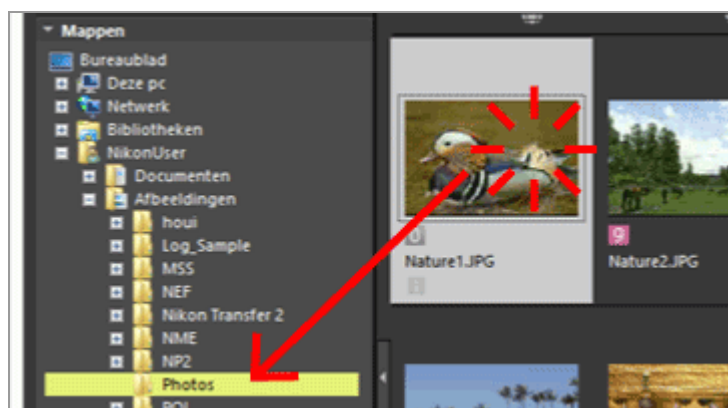 Mappen
Bureaublad
Deze pc
Netwerk
Bibliotheken
NikonUser
Documenten
Afbeeldingen
houi
Log_Sample
MSS
NEF
Nikon Transfer 2
NME
NP2
Photos
9
Nature1.JPG
Nature2.JPG